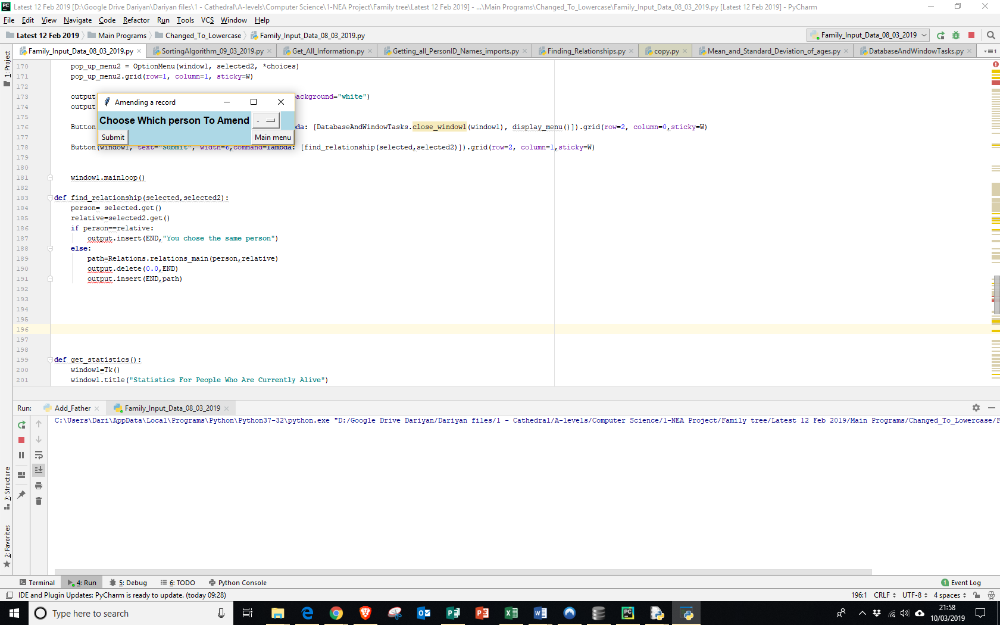 PC Latest 12 Feb 2019 [D:\Google Drive Dariyan\Dariyan files\1 - Cathedral\A-levels\Computer Science\1-NEA Project\Family tree\Latest 12 Feb 2019] - ...\Main Programs\Changed_To_Lowercase\Family_Input_Data_08_03_2019.py [Latest 12 Feb 2019] - PyCharm
File Edit View Navigate Code Refactor Run Tools VCS Window Help
Latest 12 Feb 2019 Main Programs Changed_To_Lowercase Family_Input_Data_08_03_2019.py Family_Input_Data_08_03_2019
Family_Input_Data_08_03_2019.py SortingAlgorithm_09_03_2019.py Get_All_Information.py Getting_all_PersonID_Names_imports.py Finding_Relationships.py copy.py Mean_and_Standard_Deviation_of_ages.py DatabaseAndWindowTasks.py
1: Project
170 pop_up_menu2 = OptionMenu(window1, selected2, *choices)
171 pop_up_menu2.grid(row=1, column=1, sticky=W)
172
173 output ackground="white")
174 output
175
176 Button da: [DatabaseAndWindowTasks.close_window1(window1), display_menu()]).grid(row=2, column=0,sticky=W)
177
178 Button(window1, text="Submit", width=6,command=lambda: [find_relationship(selected,selected2)]).grid(row=2, column=1,sticky=W)
179
180
181 window1.mainloop()
182
183 def find_relationship(selected,selected2):
184 person= selected.get()
185 relative=selected2.get()
186 if person==relative:
187 output.insert(END,"You chose the same person")
188 else:
189 path=Relations.relations_main(person,relative)
190 output.delete(0.0,END)
191 output.insert(END,path)
192
193
194
195
196
197
198
199 def get_statistics():
200 window1=Tk()
201 window1.title("Statistics For People Who Are Currently Alive")
Amending a record
Choose Which person To Amend -
Submit Main menu
Run: Add_Father Family_Input_Data_08_03_2019
C:\Users\Dari\AppData\Local\Programs\Python\Python37-32\python.exe "D:/Google Drive Dariyan/Dariyan files/1 - Cathedral/A-levels/Computer Science/1-NEA Project/Family tree/Latest 12 Feb 2019/Main Programs/Changed_To_Lowercase/F
7: Structure
2: Favorites
Terminal 4: Run 5: Debug 6: TODO Python Console 1 Event Log
IDE and Plugin Updates: PyCharm is ready to update. (today 09:28) 196:1 CRLF UTF-8 4 spaces
Type here to search
21:58
10/03/2019